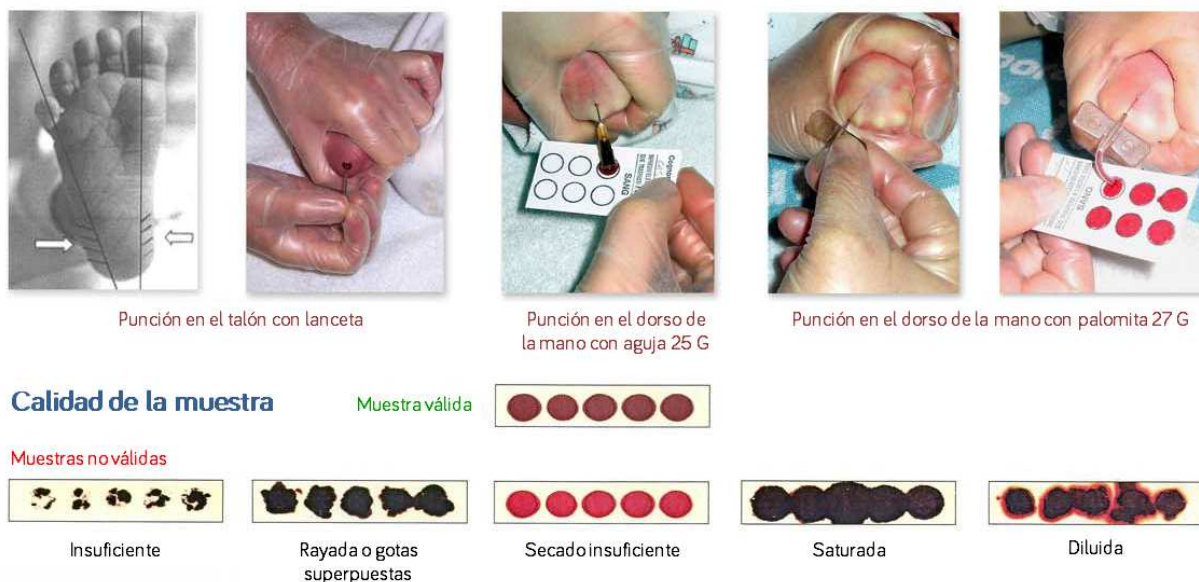 SANG
SANG
Punción en el talón con lanceta
Punción en el dorso de
la mano con aguja 25 G
Punción en el dorso de la mano con palomita 27 G
Calidad de la muestra
Muestra válida
Muestras no válidas
Insuficiente
Rayada o gotas
superpuestas
Secado insuficiente
Saturada
Diluida